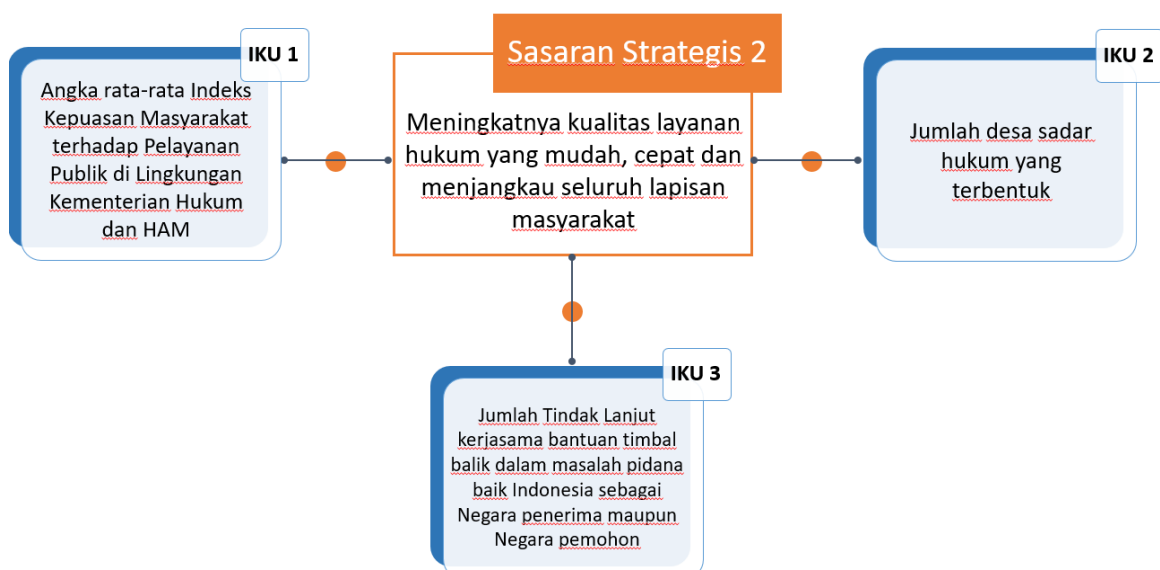 IKU 1
Angka rata-rata Indeks
Kepuasan Masyarakat
terhadap Pelayanan
Publik di Lingkungan
Kementerian Hukum
dan HAM
Sasaran Strategis 2
Meningkatnya kualitas layanan
hukum yang mudah, cepat dan
menjangkau seluruh lapisan
masyarakat
IKU 2
Jumlah desa sadar
hukum yang
terbentuk
IKU 3
Jumlah Tindak Lanjut
kerjasama bantuan timbal
balik dalam masalah pidana
baik Indonesia sebagai
Negara penerima maupun
Negara pemohon